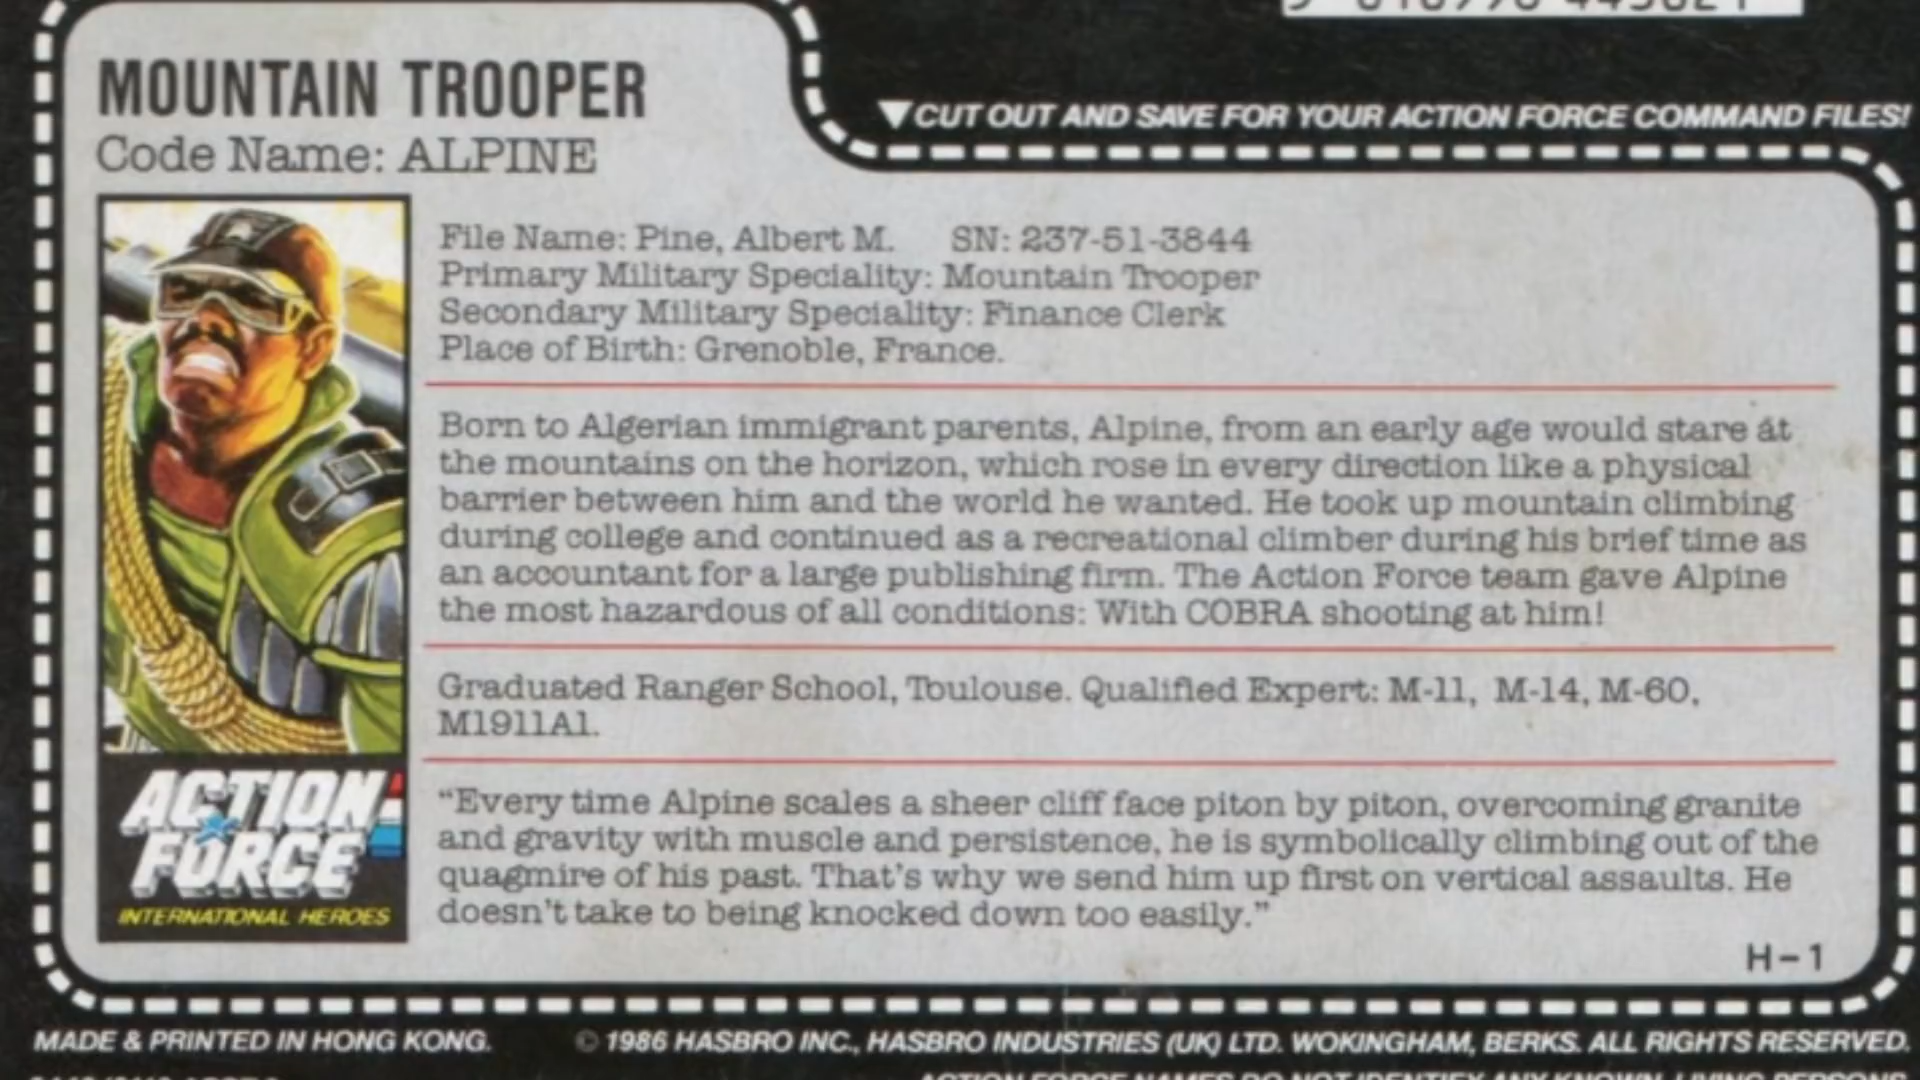 MOUNTAIN TROOPER
Code Name: ALPINE
▼CUT OUT AND SAVE FOR YOUR ACTION FORCE COMMAND FILES!
File Name: Pine, Albert M. SN: 237-51-3844
Primary Military Speciality: Mountain Trooper
Secondary Military Speciality: Finance Clerk
Place of Birth: Grenoble, France.
Born to Algerian immigrant parents, Alpine, from an early age would stare at
the mountains on the horizon, which rose in every direction like a physical
barrier between him and the world he wanted. He took up mountain climbing
during college and continued as a recreational climber during his brief time as
an accountant for a large publishing firm. The Action Force team gave Alpine
the most hazardous of all conditions: With COBRA shooting at him!
Graduated Ranger School, Toulouse. Qualified Expert: M-11, M-14, M-60,
M1911A1.
"Every time Alpine scales a sheer cliff face piton by piton, overcoming granite
and gravity with muscle and persistence, he is symbolically climbing out of the
quagmire of his past. That's why we send him up first on vertical assaults. He
doesn't take to being knocked down too easily."
ACTION
FORCE
INTERNATIONAL HEROES
H-1
MADE & PRINTED IN HONG KONG. © 1986 HASBRO INC., HASBRO INDUSTRIES (UK) LTD. WOKINGHAM, BERKS. ALL RIGHTS RESERVED.
ACTION FORCE NAMES DO NOT IDENTIFY ANY KNOWN, LIVING PERSONS